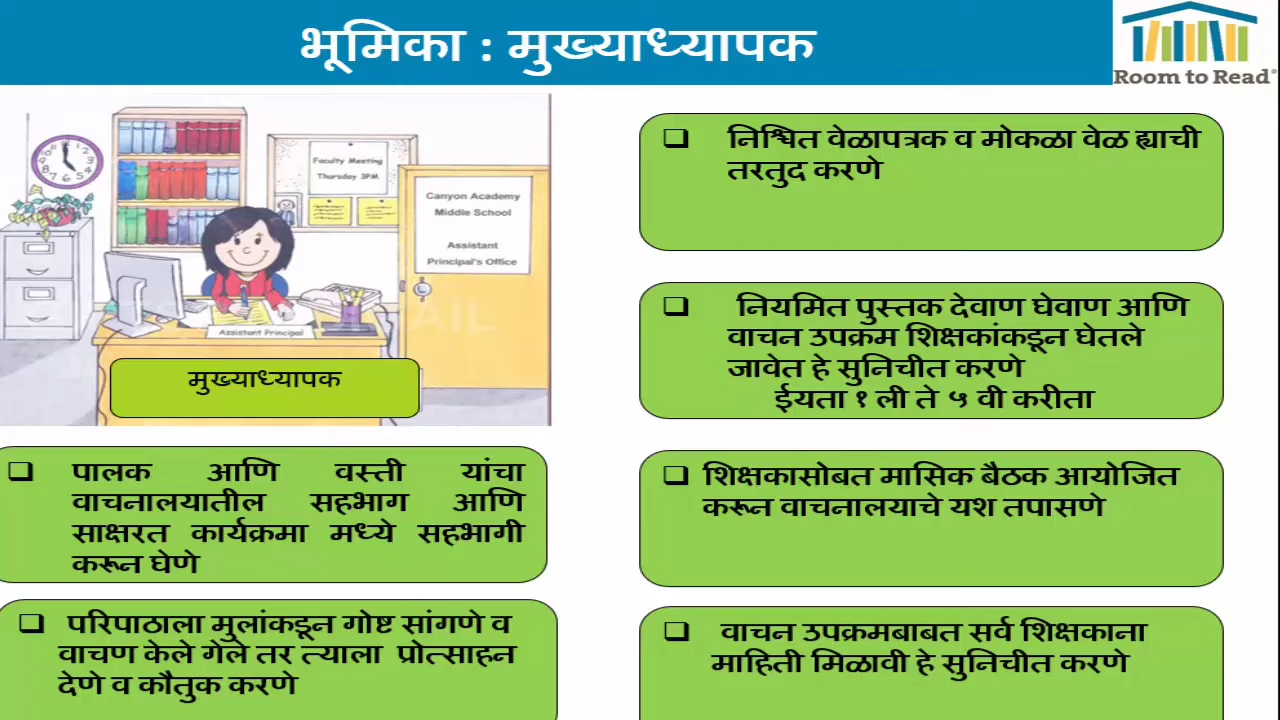 भूमिका : मुख्याध्यापक
Room to Read
Faculty Meeting
Thursday 3PM
Canyon Academy
Middle School
Assistant
Principal's Office
Assistant Principal
मुख्याध्यापक
निश्चित वेळापत्रक व मोकळा वेळ ह्याची
तरतुद करणे
नियमित पुस्तक देवाण घेवाण आणि
वाचन उपक्रम शिक्षकांकडून घेतले
जावेत हे सुनिचीत करणे
ईयता १ ली ते ५ वी करीता
पालक आणि वस्ती यांचा
वाचनालयातील सहभाग आणि
साक्षरत कार्यक्रमा मध्ये सहभागी
करून घेणे
शिक्षकासोबत मासिक बैठक आयोजित
करून वाचनालयाचे यश तपासणे
परिपाठाला मुलांकडून गोष्ट सांगणे व
वाचण केले गेले तर त्याला प्रोत्साहन
देणे व कौतुक करणे
वाचन उपक्रमबाबत सर्व शिक्षकाना
माहिती मिळावी हे सुनिचीत करणे